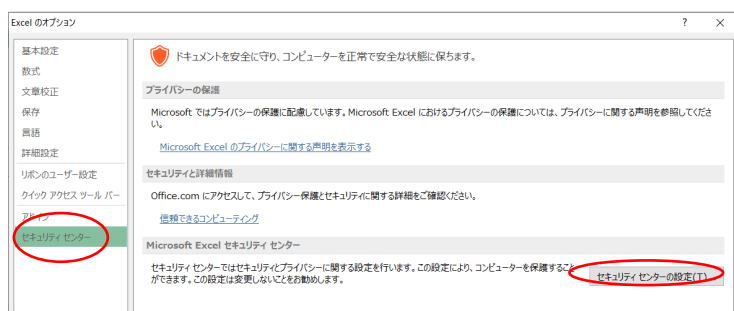 Excel のオプション
? ×
基本設定
数式
文章校正
保存
言語
詳細設定
リボンのユーザー設定
クイック アクセス ツール バー
アドイン
セキュリティ センター
ドキュメントを安全に守り、コンピューターを正常で安全な状態に保ちます。
プライバシーの保護
Microsoft ではプライバシーの保護に配慮しています。Microsoft Excel におけるプライバシーの保護については、プライバシーに関する声明を参照してくださ
い。
Microsoft Excel のプライバシーに関する声明を表示する
セキュリティと詳細情報
Office.com にアクセスして、プライバシー保護とセキュリティに関する詳細をご確認ください。
信頼できるコンピューティング
Microsoft Excel セキュリティ センター
セキュリティ センターではセキュリティとプライバシーに関する設定を行います。この設定により、コンピューターを保護すること
ができます。この設定は変更しないことをお勧めします。
セキュリティ センターの設定(T)...